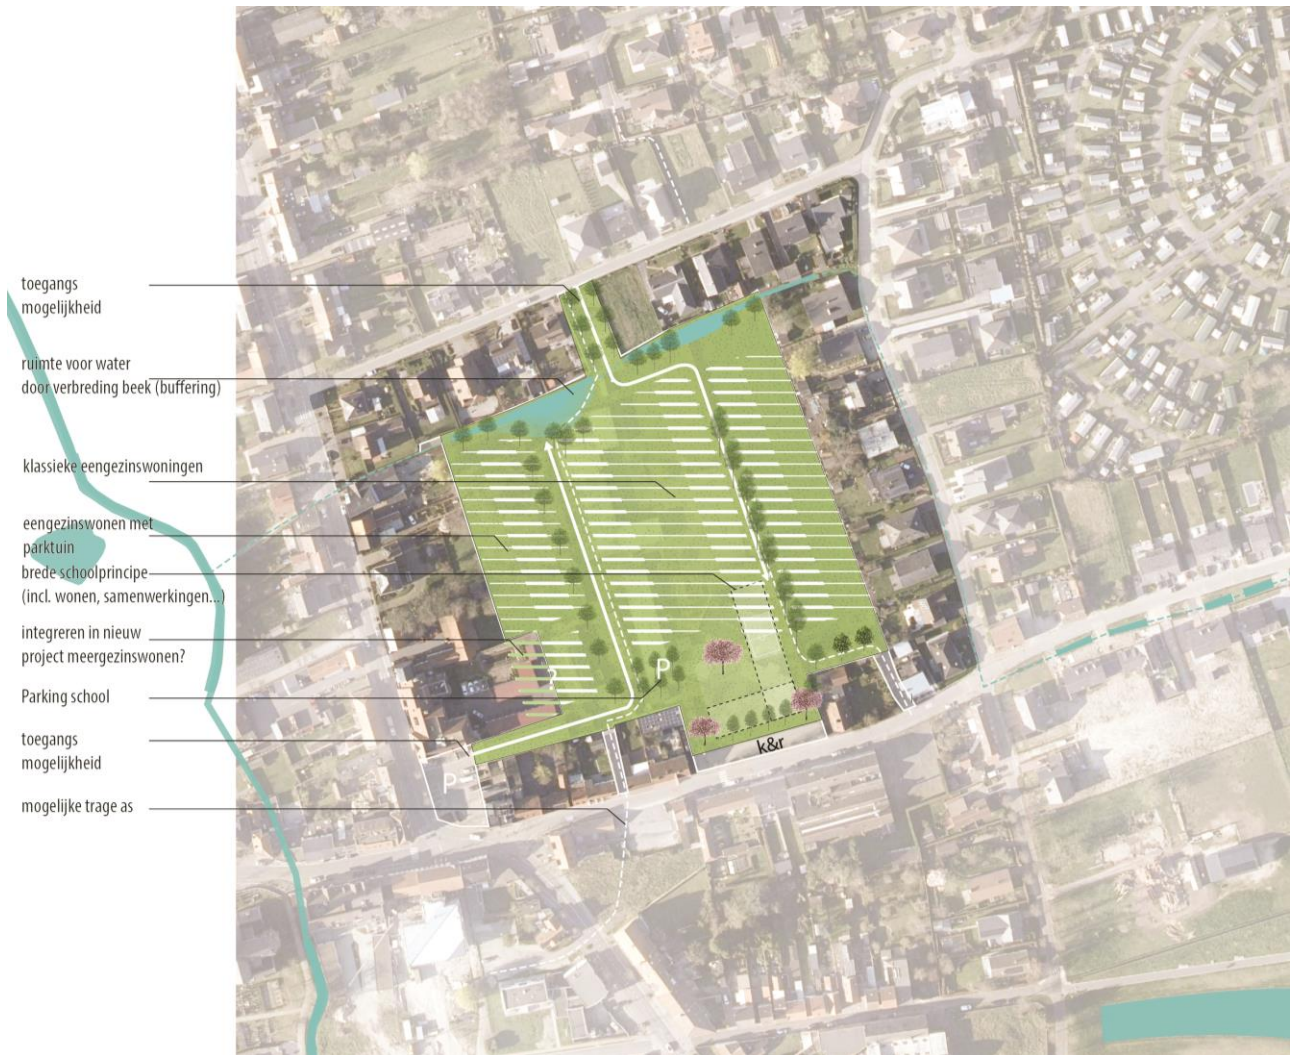 toegangs
mogelijkheid
ruimte voor water
door verbreding beek (buffering)
klassieke eengezinswoningen
eengezinswonen met
parktuin
brede schoolprincipe
(incl. wonen, samenwerkingen...)
integreren in nieuw
project meergezinswonen?
?
Parking school
P
toegangs
mogelijkheid
k&r
P
mogelijke trage as